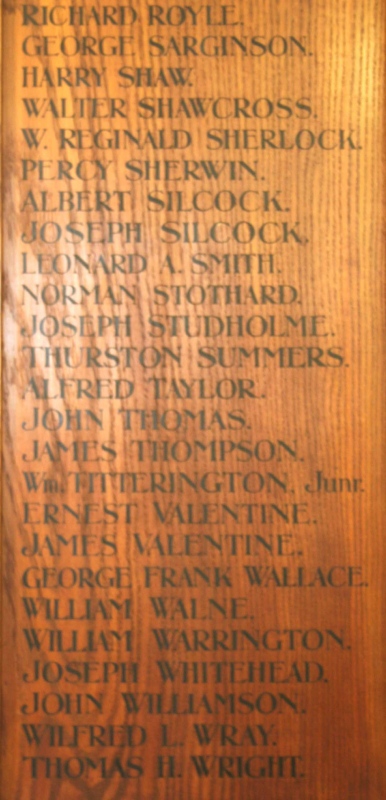 RICHARD ROYLE.
GEORGE SARGINSON.
HARRY SHAW.
WALTER SHAWCROSS.
W. REGINALD SHERLOCK.
PERCY SHERWIN.
ALBERT SILCOCK.
JOSEPH SILCOCK.
LEONARD A. SMITH.
NORMAN STOTHARD.
JOSEPH STUDHOLME.
THURSTON SUMMERS.
ALFRED TAYLOR.
JOHN THOMAS.
JAMES THOMPSON.
Wm. TITTERINGTON, Junr.
ERNEST VALENTINE.
JAMES VALENTINE.
GEORGE FRANK WALLACE.
WILLIAM WALNE.
WILLIAM WARRINGTON.
JOSEPH WHITEHEAD.
JOHN WILLIAMSON.
WILFRED L. WRAY.
THOMAS H. WRIGHT.